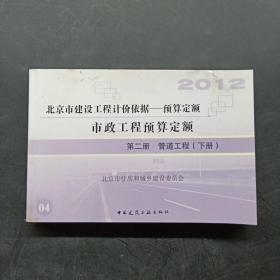 2012
北京市建设工程计价依据——预算定额
市政工程预算定额
第二册 管道工程(下册)
北京市住房和城乡建设委员会
04
中国建筑工业出版社